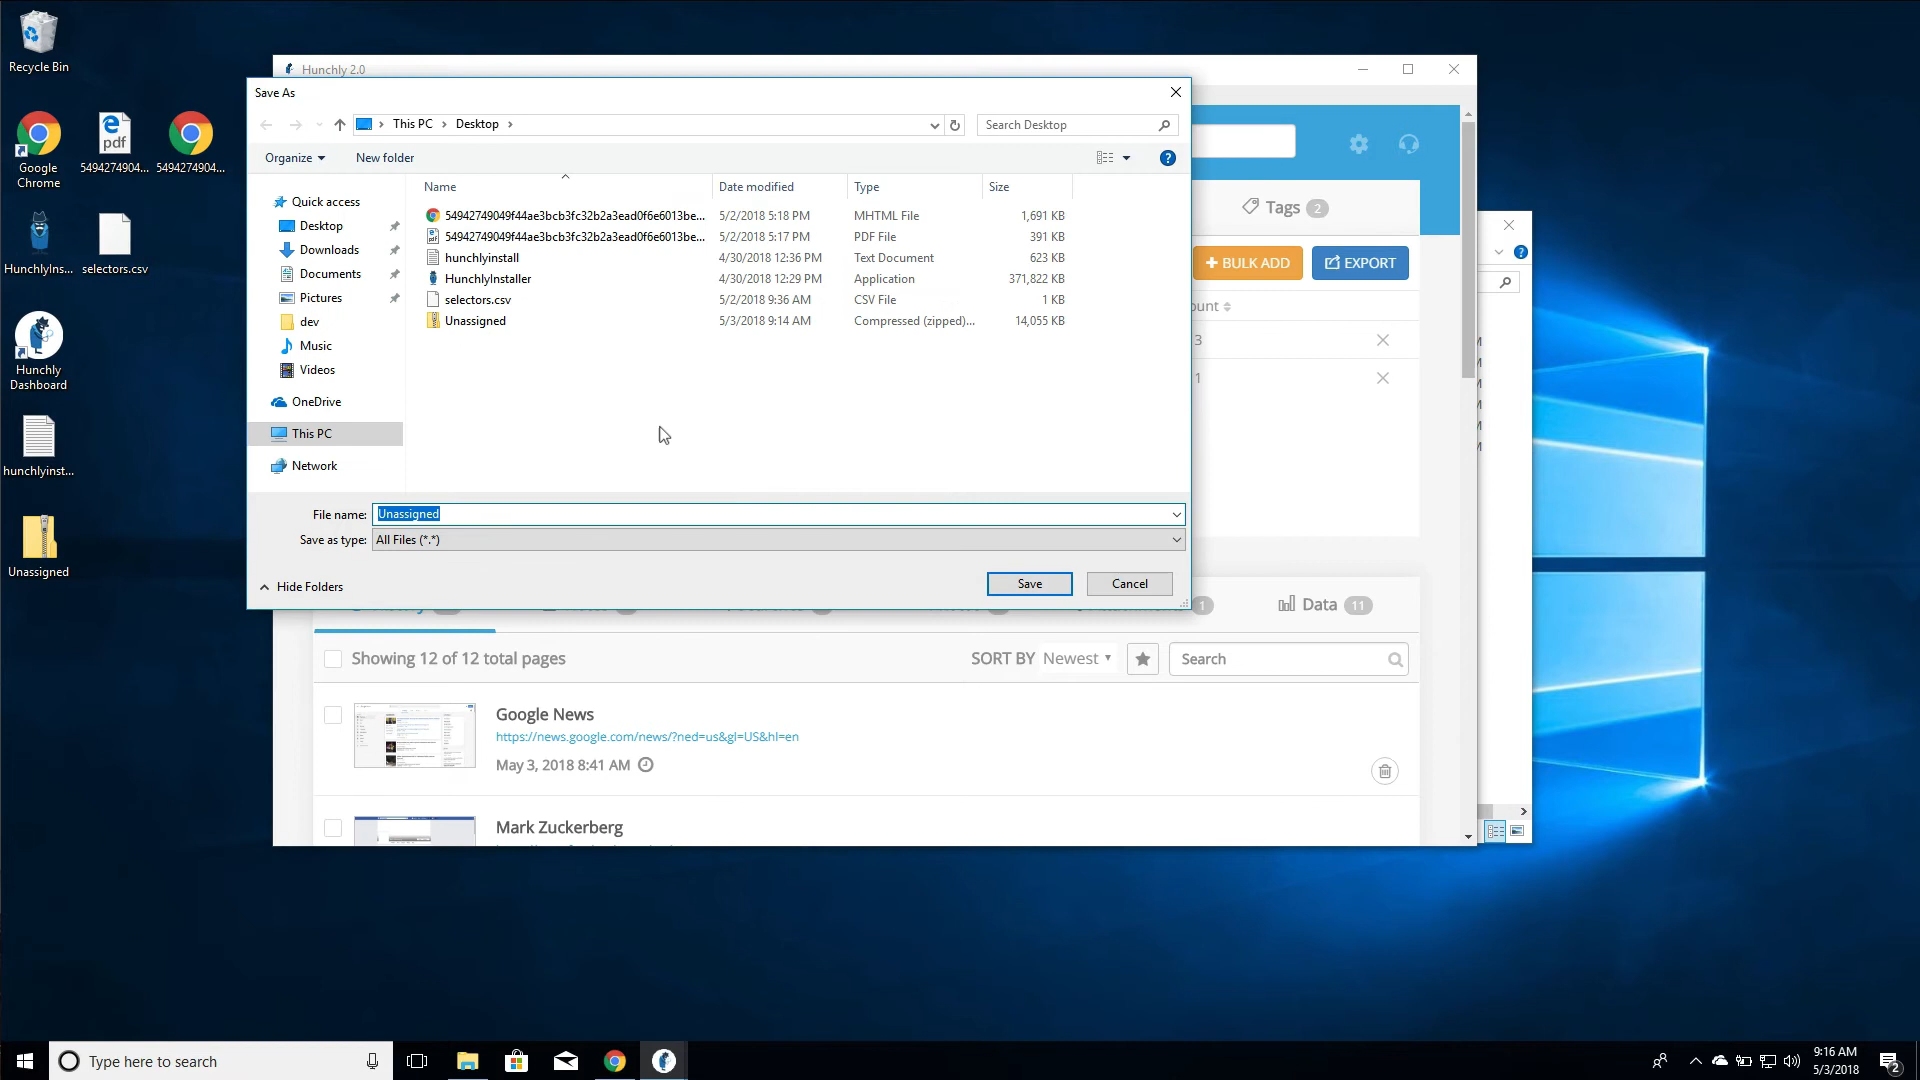 Recycle Bin
Google
Chrome
5494274904...
5494274904...
HunchlyIns...
selectors.csv
Hunchly
Dashboard
hunchlyinst...
Unassigned
Hunchly 2.0
Save As
This PC
Desktop
Search Desktop
Organize
New folder
Name
Date modified
Type
Size
Quick access
Desktop
Downloads
Documents
Pictures
dev
Music
Videos
OneDrive
This PC
Network
54942749049f44ae3bcb3fc32b2a3ead0f6e6013be... 5/2/2018 5:18 PM MHTML File 1,691 KB
54942749049f44ae3bcb3fc32b2a3ead0f6e6013be... 5/2/2018 5:17 PM PDF File 391 KB
hunchlyinstall 4/30/2018 12:36 PM Text Document 623 KB
HunchlyInstaller 4/30/2018 12:29 PM Application 371,822 KB
selectors.csv 5/2/2018 9:36 AM CSV File 1 KB
Unassigned 5/3/2018 9:14 AM Compressed (zipped)... 14,055 KB
File name: Unassigned
Save as type: All Files (*.*)
Hide Folders
Save
Cancel
Tags 2
+ BULK ADD
EXPORT
ount
3
1
1
Data 11
Showing 12 of 12 total pages
SORT BY Newest
Search
Google News
https://news.google.com/news/?ned=us&gl=US&hl=en
May 3, 2018 8:41 AM
Mark Zuckerberg
Type here to search
9:16 AM
5/3/2018
2